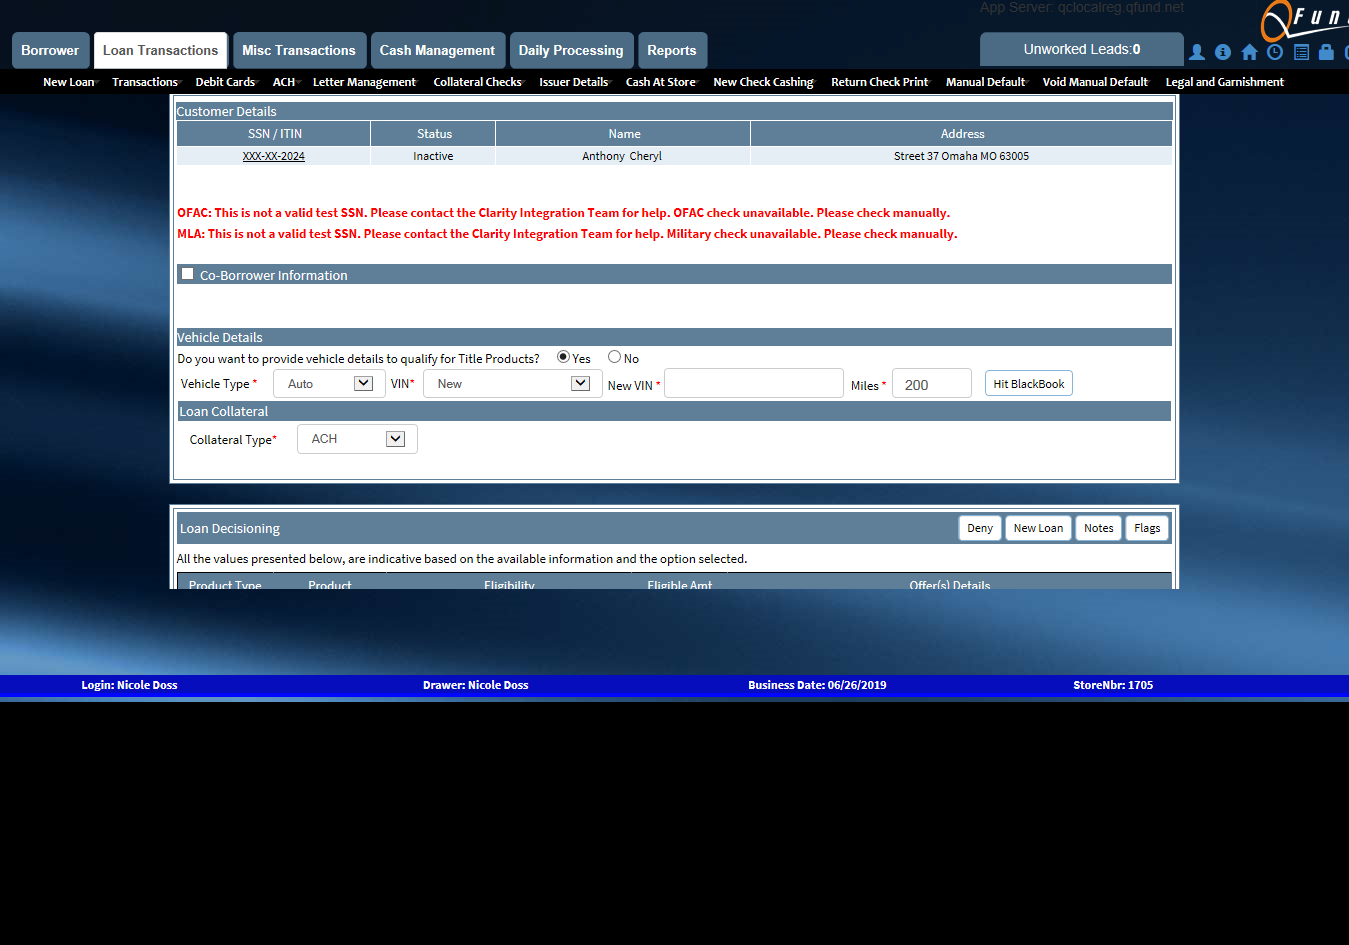 App Server: qclocalreg.qfund.net
QFun
Borrower Loan Transactions Misc Transactions Cash Management Daily Processing Reports Unworked Leads:0
New Loan Transactions Debit Cards ACH Letter Management Collateral Checks Issuer Details Cash At Store New Check Cashing Return Check Print Manual Default Void Manual Default Legal and Garnishment
Customer Details
SSN / ITIN Status Name Address
XXX-XX-2024 Inactive Anthony Cheryl Street 37 Omaha MO 63005
OFAC: This is not a valid test SSN. Please contact the Clarity Integration Team for help. OFAC check unavailable. Please check manually.
MLA: This is not a valid test SSN. Please contact the Clarity Integration Team for help. Military check unavailable. Please check manually.
Co-Borrower Information
Vehicle Details
Do you want to provide vehicle details to qualify for Title Products? Yes No
Vehicle Type * Auto VIN* New New VIN * Miles * 200 Hit BlackBook
Loan Collateral
Collateral Type* ACH
Loan Decisioning Deny New Loan Notes Flags
All the values presented below, are indicative based on the available information and the option selected.
Product Type Product Eligibility Eligible Amt Offer(s) Details
Login: Nicole Doss Drawer: Nicole Doss Business Date: 06/26/2019 StoreNbr: 1705